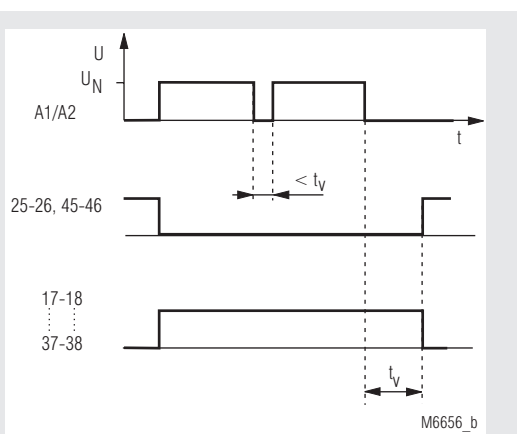 U
U_N
A1/A2
t
< t_v
25-26, 45-46
17-18
37-38
t_v
M6656_b